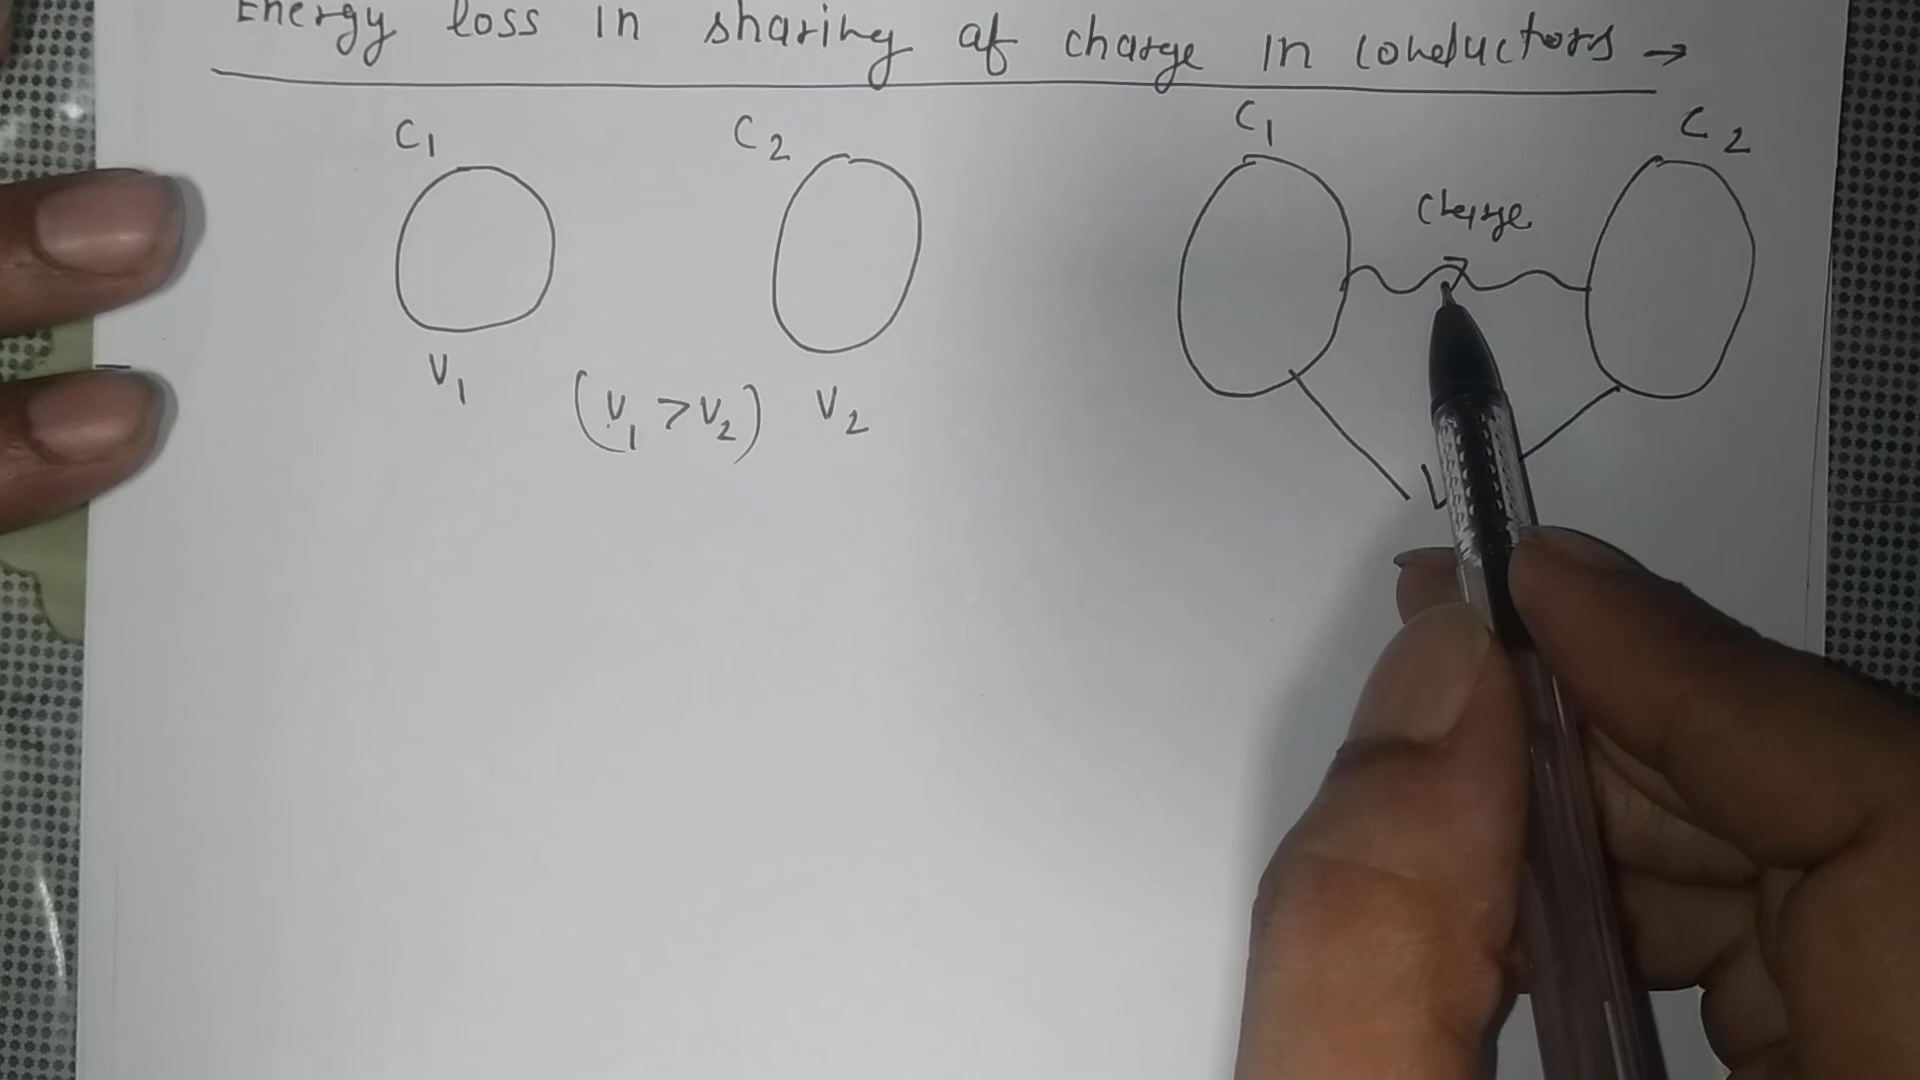 Energy loss in sharing of charge in conductors →
C1 C2 C1 C2
charge
V1 (V1 > V2) V2